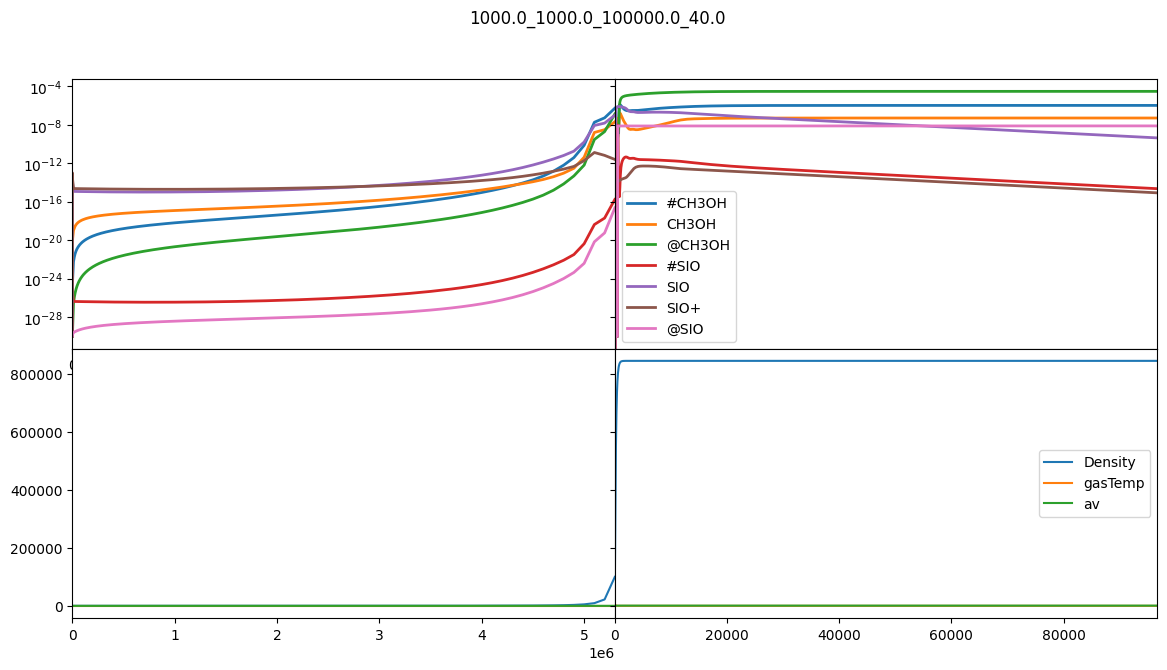 1000.0_1000.0_100000.0_40.0
10⁻⁴
10⁻⁸
10⁻¹²
10⁻¹⁶
10⁻²⁰
10⁻²⁴
10⁻²⁸
#CH3OH
CH3OH
@CH3OH
#SIO
SIO
SIO+
@SIO
800000
600000
400000
200000
0
Density
gasTemp
av
0 1 2 3 4 5 0 20000 40000 60000 80000
1e6